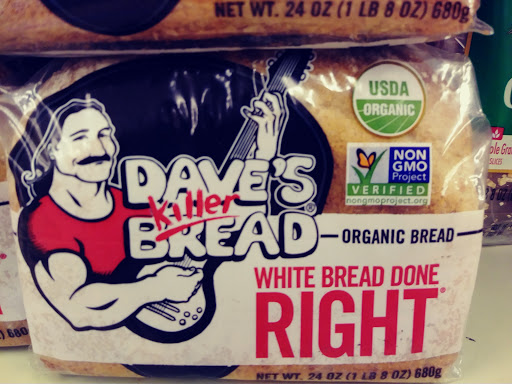 NET WT. 24 OZ (1 LB 8 OZ) 680g
USDA
ORGANIC
NON
GMO
Project
VERIFIED
nongmoproject.org
DAVE'S
Killer
BREAD®
ORGANIC BREAD
WHITE BREAD DONE
RIGHT®
NET WT. 24 OZ (1 LB 8 OZ) 680g
SLICES